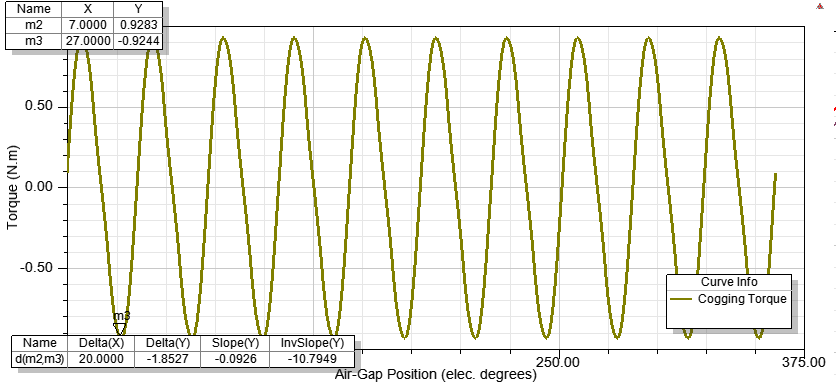 Name X Y
m2 7.0000 0.9283
m3 27.0000 -0.9244
0.50
0.00
-0.50
Torque (N.m)
m3
Curve Info
Cogging Torque
Name Delta(X) Delta(Y) Slope(Y) InvSlope(Y)
d(m2,m3) 20.0000 -1.8527 -0.0926 -10.7949
250.00 375.00
Air-Gap Position (elec. degrees)